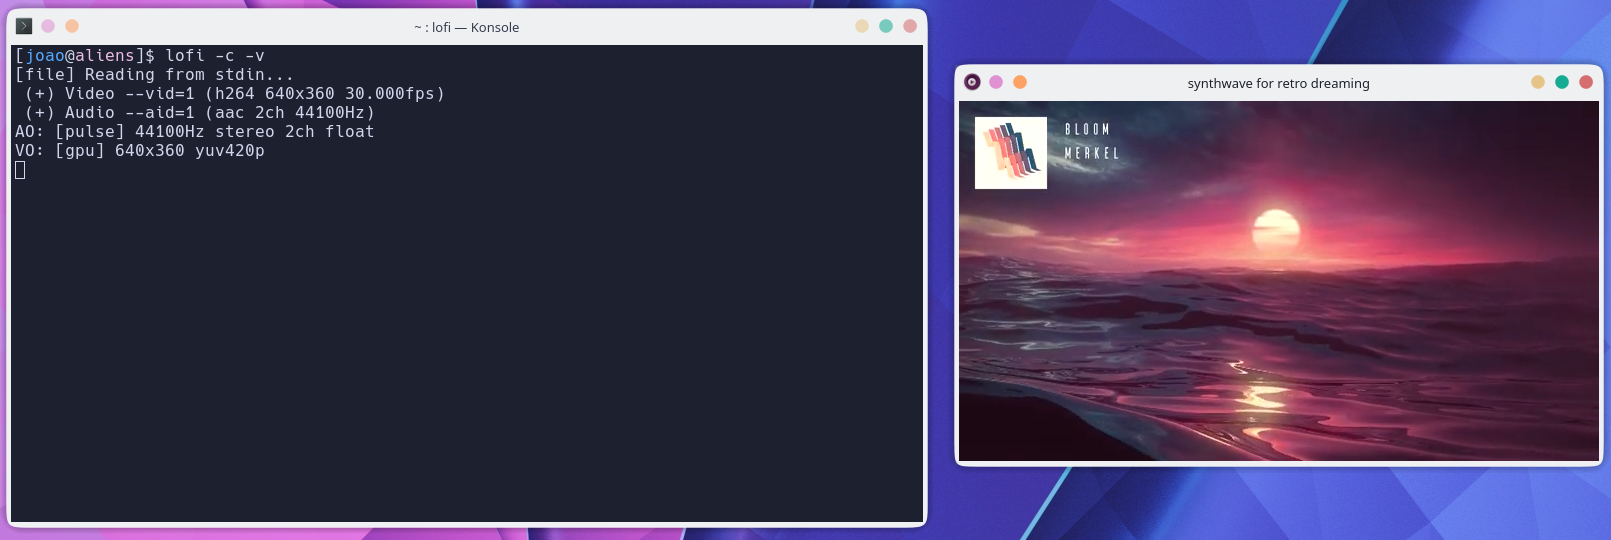 ~ : lofi — Konsole
[joao@aliens]$ lofi -c -v
[file] Reading from stdin...
 (+) Video --vid=1 (h264 640x360 30.000fps)
 (+) Audio --aid=1 (aac 2ch 44100Hz)
AO: [pulse] 44100Hz stereo 2ch float
VO: [gpu] 640x360 yuv420p
synthwave for retro dreaming
BLOOM
MERKEL